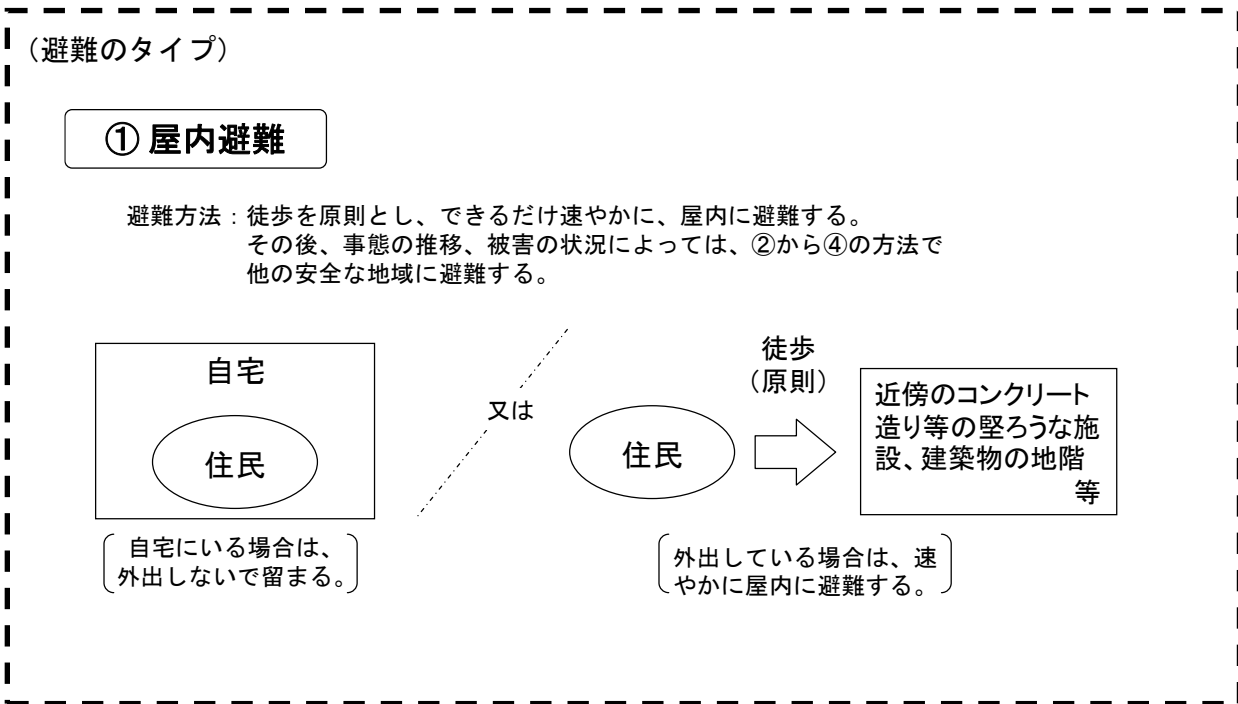 （避難のタイプ）
① 屋内避難
避難方法：徒歩を原則とし、できるだけ速やかに、屋内に避難する。
その後、事態の推移、被害の状況によっては、②から④の方法で
他の安全な地域に避難する。
自宅
住民
自宅にいる場合は、
外出しないで留まる。
又は
住民
徒歩
（原則）
近傍のコンクリート
造り等の堅ろうな施
設、建築物の地階
等
外出している場合は、速
やかに屋内に避難する。